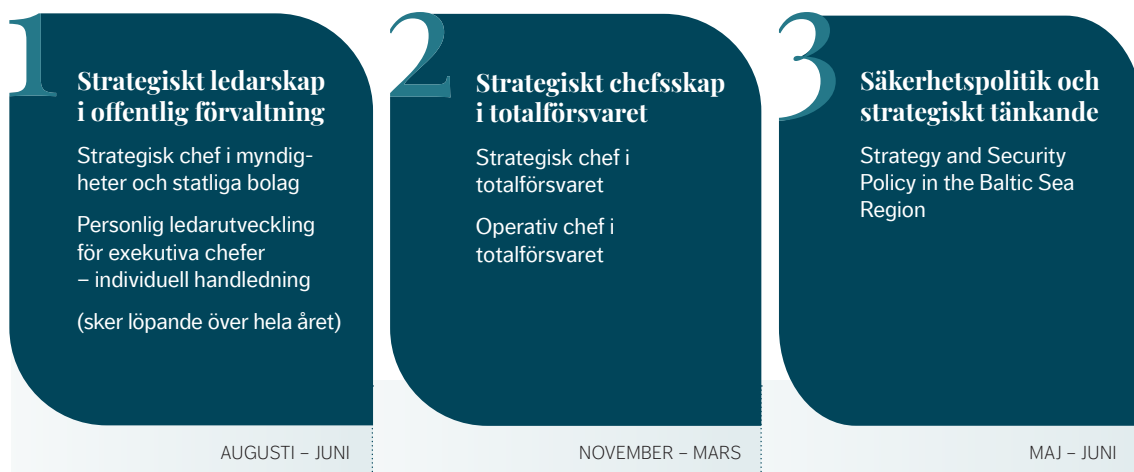 1
Strategiskt ledarskap
i offentlig förvaltning
Strategisk chef i myndig-
heter och statliga bolag
Personlig ledarutveckling
för exekutiva chefer
– individuell handledning
(sker löpande över hela året)
AUGUSTI – JUNI
2
Strategiskt chefsskap
i totalförsvaret
Strategisk chef i
totalförsvaret
Operativ chef i
totalförsvaret
NOVEMBER – MARS
3
Säkerhetspolitik och
strategiskt tänkande
Strategy and Security
Policy in the Baltic Sea
Region
MAJ – JUNI